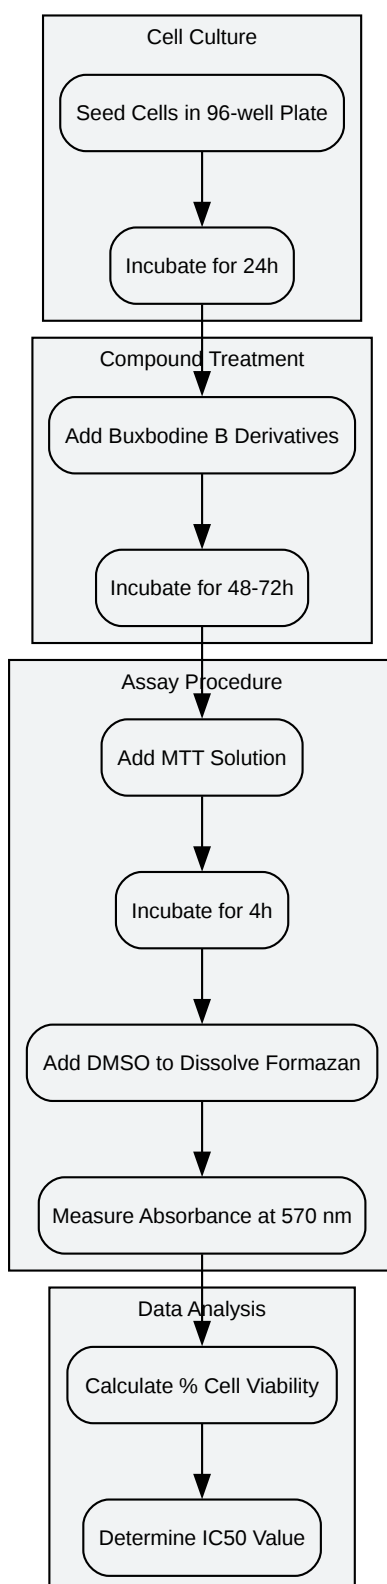 Cell Culture
Seed Cells in 96-well Plate
Incubate for 24h
Compound Treatment
Add Buxbodine B Derivatives
Incubate for 48-72h
Assay Procedure
Add MTT Solution
Incubate for 4h
Add DMSO to Dissolve Formazan
Measure Absorbance at 570 nm
Data Analysis
Calculate % Cell Viability
Determine IC50 Value